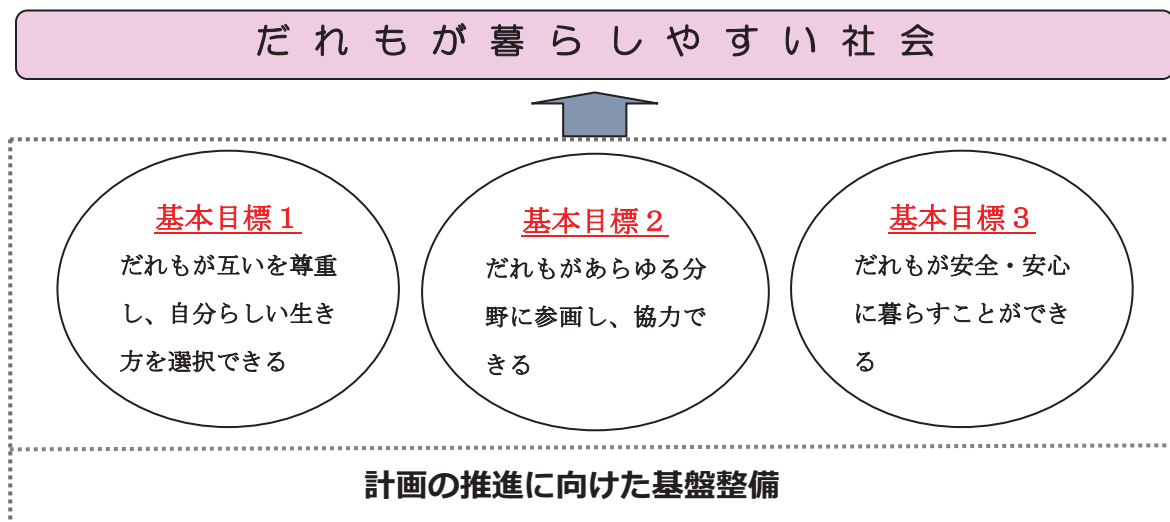 だれもが暮らしやすい社会
基本目標１
だれもが互いを尊重
し、自分らしい生き
方を選択できる
基本目標２
だれもがあらゆる分
野に参画し、協力で
きる
基本目標３
だれもが安全・安心
に暮らすことができ
る
計画の推進に向けた基盤整備